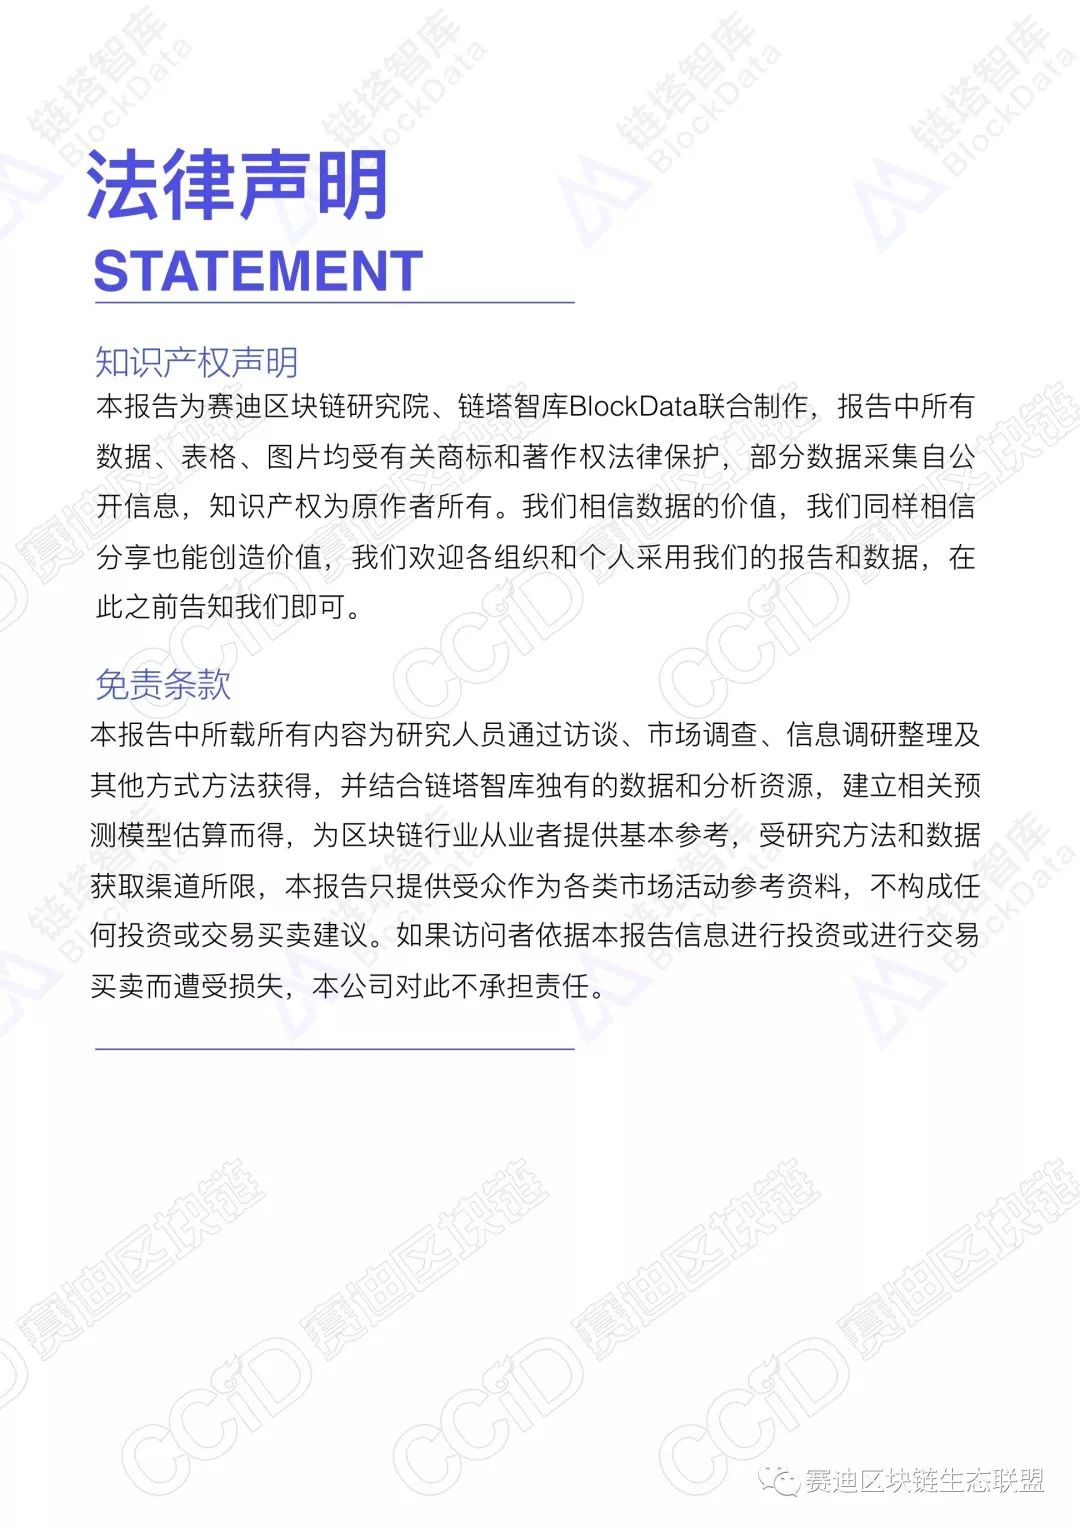 法律声明
STATEMENT
知识产权声明
本报告为赛迪区块链研究院、链塔智库BlockData联合制作，报告中所有
数据、表格、图片均受有关商标和著作权法律保护，部分数据采集自公
开信息，知识产权为原作者所有。我们相信数据的价值，我们同样相信
分享也能创造价值，我们欢迎各组织和个人采用我们的报告和数据，在
此之前告知我们即可。
免责条款
本报告中所载所有内容为研究人员通过访谈、市场调查、信息调研整理及
其他方式方法获得，并结合链塔智库独有的数据和分析资源，建立相关预
测模型估算而得，为区块链行业从业者提供基本参考，受研究方法和数据
获取渠道所限，本报告只提供受众作为各类市场活动参考资料，不构成任
何投资或交易买卖建议。如果访问者依据本报告信息进行投资或进行交易
买卖而遭受损失，本公司对此不承担责任。
链塔智库
BlockData
CCID 赛迪区块链
赛迪区块链生态联盟